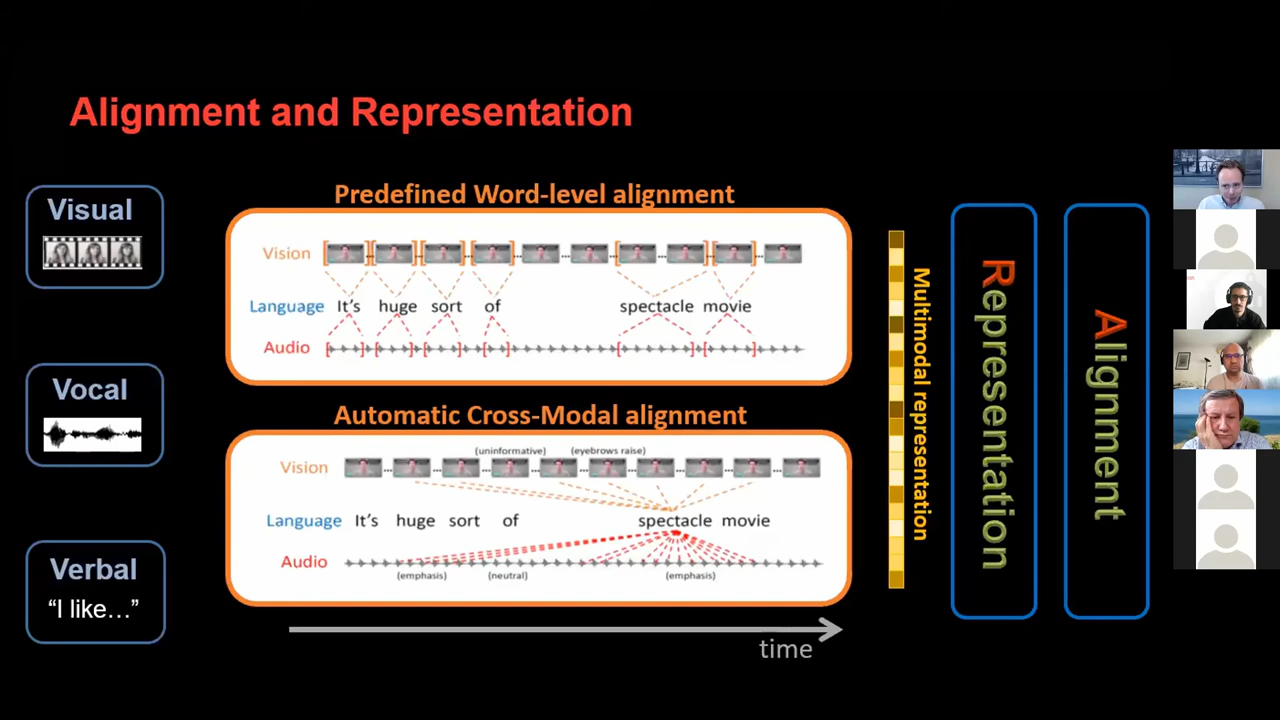 Alignment and Representation
Visual
Vocal
Verbal
“I like…”
Predefined Word-level alignment
Vision
Language It's huge sort of spectacle movie
Audio
Automatic Cross-Modal alignment
(uninformative) (eyebrows raise)
Vision
Language It's huge sort of spectacle movie
Audio
(emphasis) (neutral) (emphasis)
time
Multimodal representation
Representation
Alignment